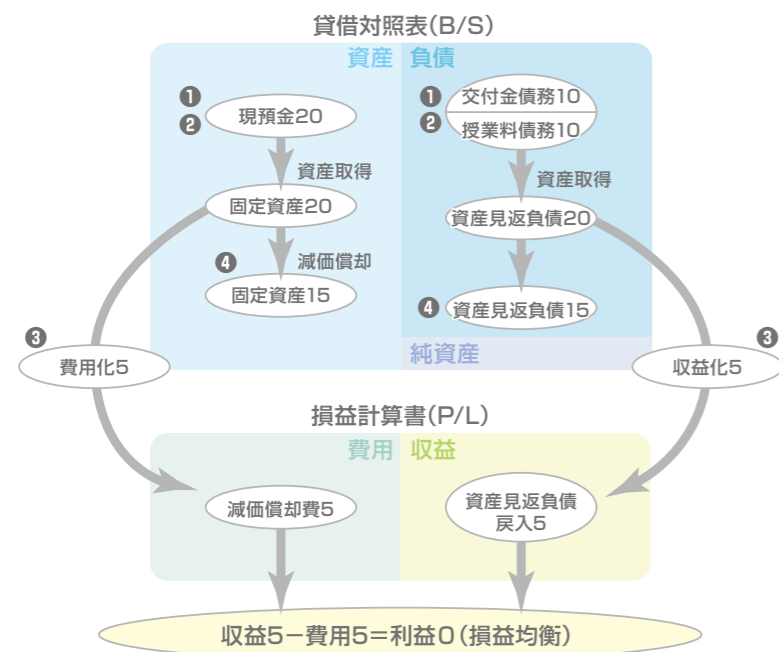 貸借対照表(B/S)
資産 負債
❶
❷
現預金20
❶
❷
交付金債務10
授業料債務10
資産取得
資産取得
固定資産20
資産見返負債20
❹
減価償却
固定資産15
❹
資産見返負債15
純資産
❸
費用化5
❸
収益化5
損益計算書(P/L)
費用 収益
減価償却費5
資産見返負債
戻入5
収益5−費用5=利益0(損益均衡)